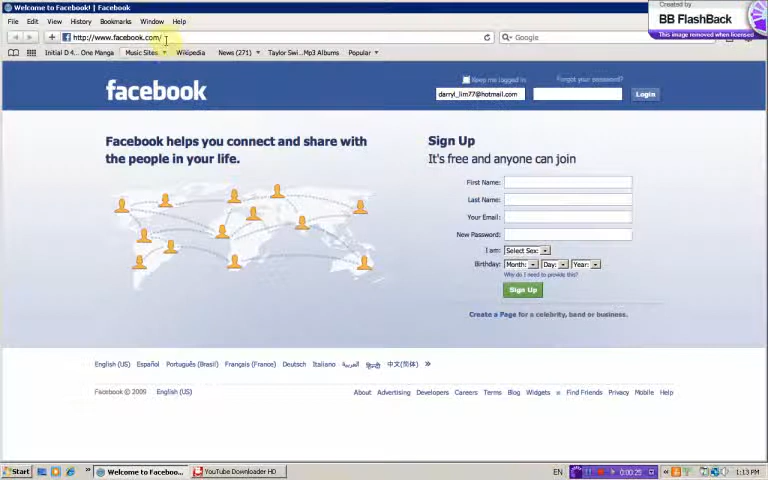 Welcome to Facebook! | Facebook
Created by
BB FlashBack
This image removed when licensed
File Edit View History Bookmarks Window Help
http://www.facebook.com/
Google
Initial D 4... One Manga Music Sites Wikipedia News (271) Taylor Swi...Mp3 Albums Popular
facebook
Keep me logged in
Forgot your password?
darryl_lim77@hotmail.com
Login
Facebook helps you connect and share with
the people in your life.
Sign Up
It's free and anyone can join
First Name:
Last Name:
Your Email:
New Password:
I am: Select Sex:
Birthday: Month: Day: Year:
Why do I need to provide this?
Sign Up
Create a Page for a celebrity, band or business.
English (US) Español Português (Brasil) Français (France) Deutsch Italiano العربية हिन्दी 中文(简体) »
Facebook © 2009 English (US)
About Advertising Developers Careers Terms Blog Widgets Find Friends Privacy Mobile Help
Start » Welcome to Faceboo... YouTube Downloader HD EN 0:00:25 « 1:13 PM